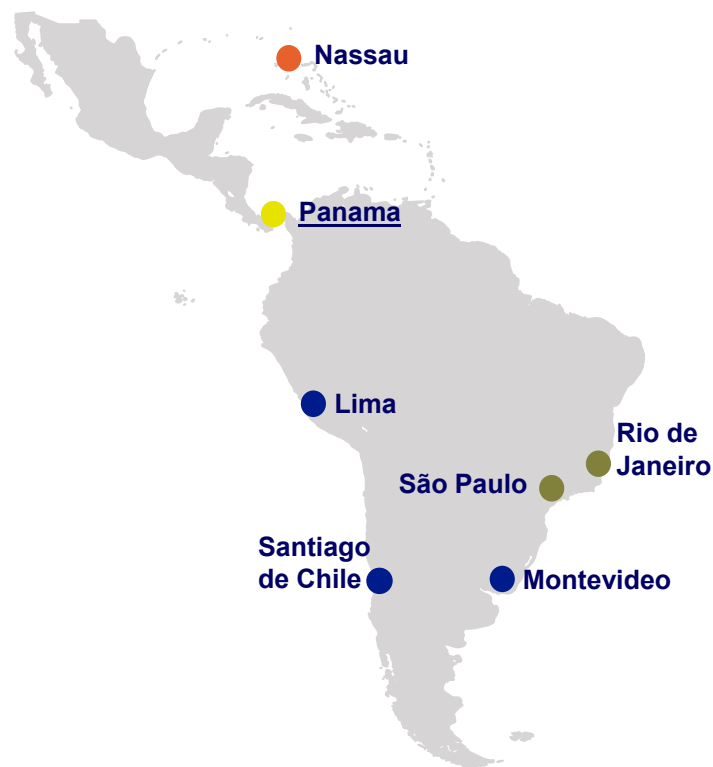 Nassau
Panama
Lima
Rio de
Janeiro
São Paulo
Santiago
de Chile
Montevideo